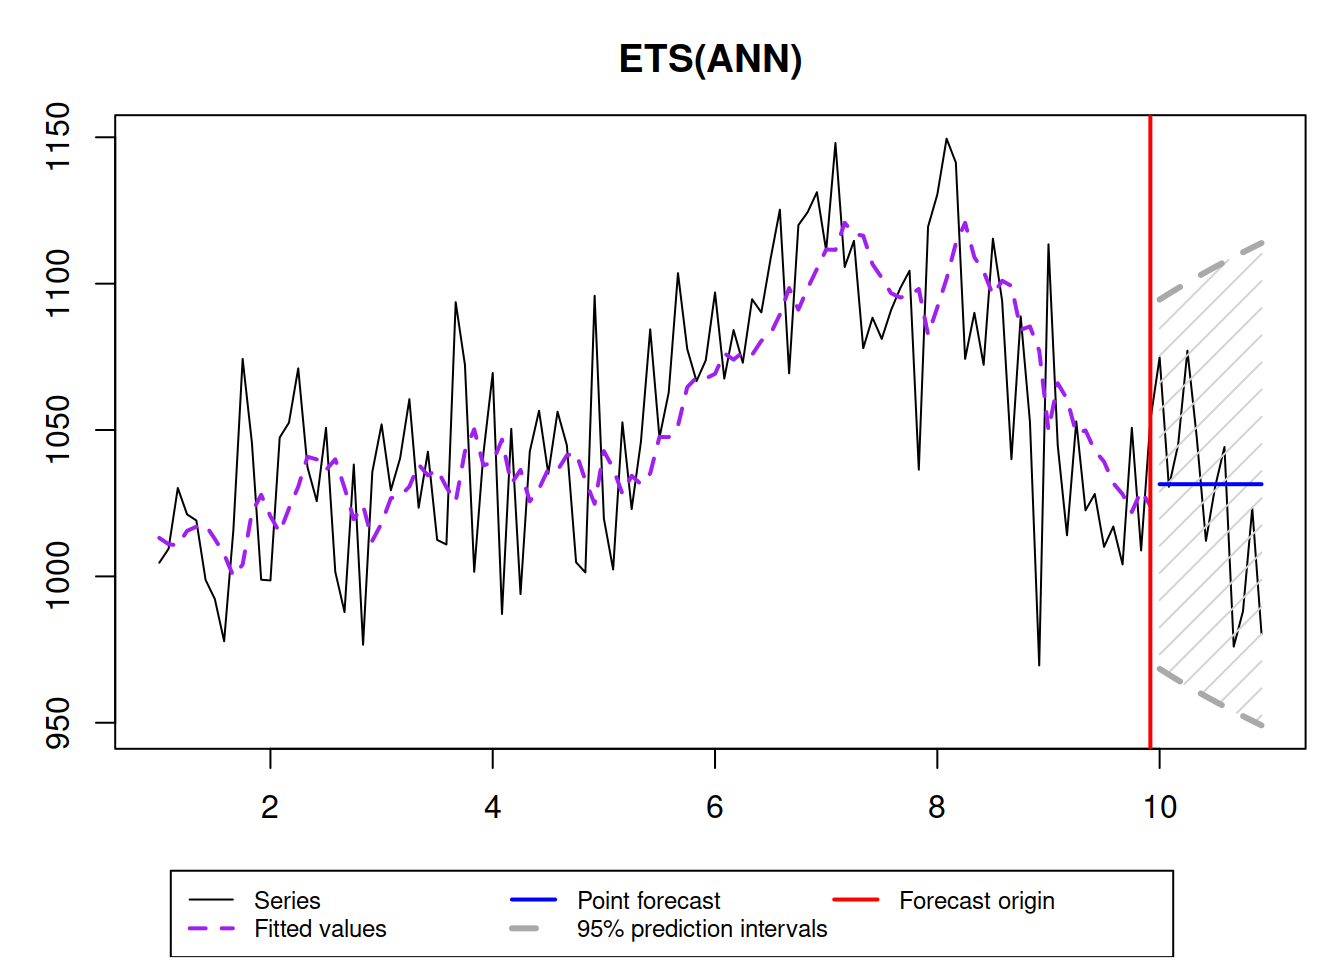 ETS(ANN)
1150
1100
1050
1000
950
2 4 6 8 10
Series Point forecast Forecast origin
Fitted values 95% prediction intervals